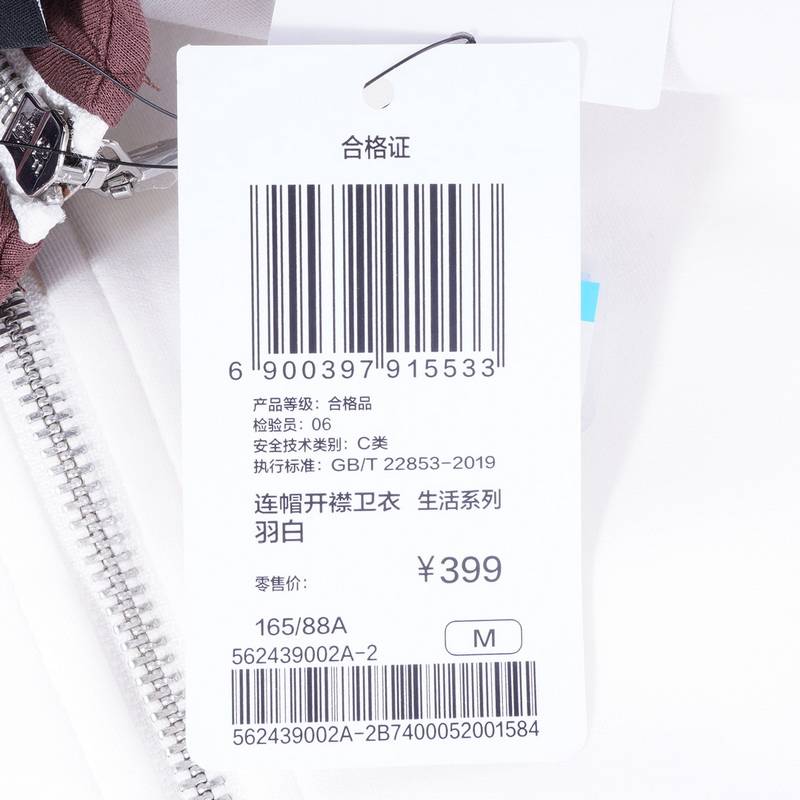 合格证
6 900397 915533
产品等级：合格品
检验员：06
安全技术类别：C类
执行标准：GB/T 22853-2019
连帽开襟卫衣 生活系列
羽白
零售价： ￥399
165/88A M
562439002A-2
562439002A-2B7400052001584